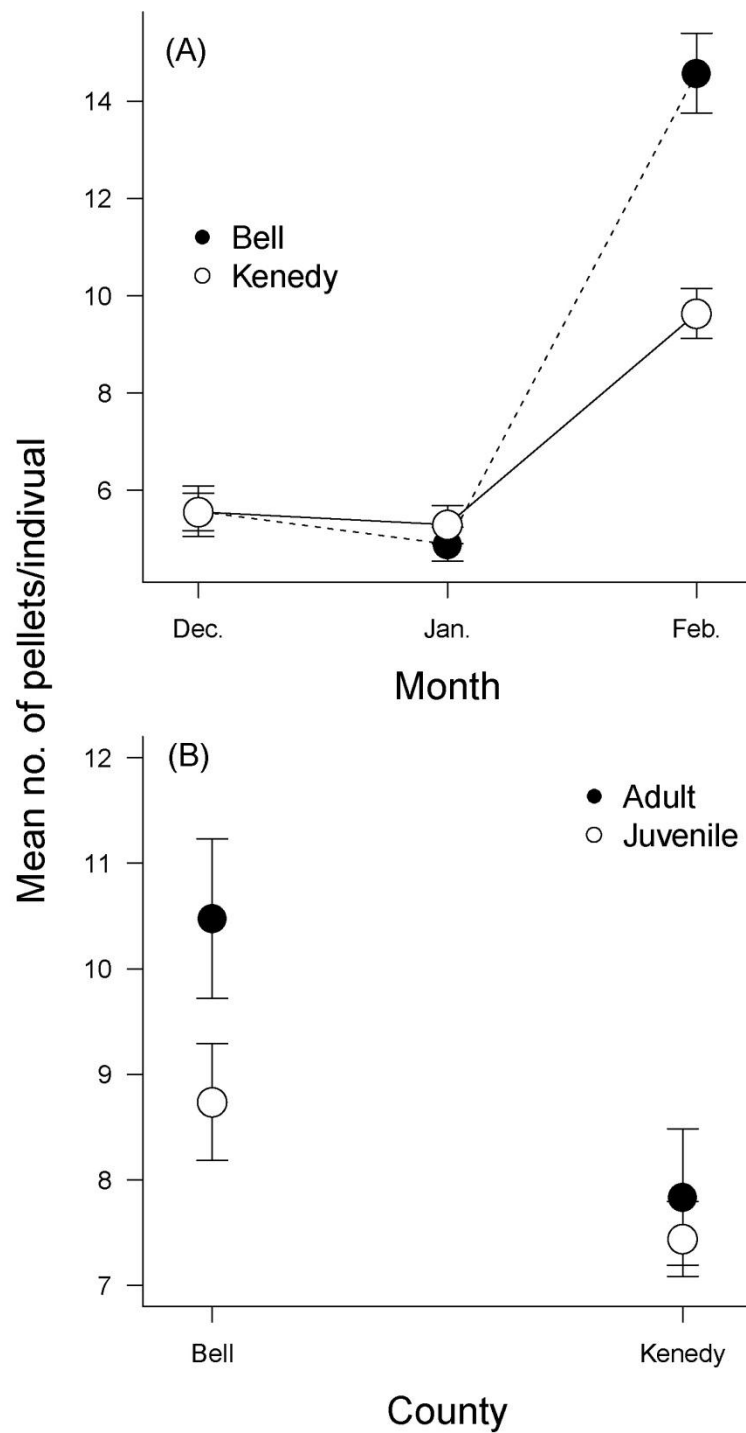 (A)
14
12
10
8
6
Bell
Kenedy
Dec.
Jan.
Feb.
Month
Mean no. of pellets/indivual
(B)
12
11
10
9
8
7
Adult
Juvenile
Bell
Kenedy
County